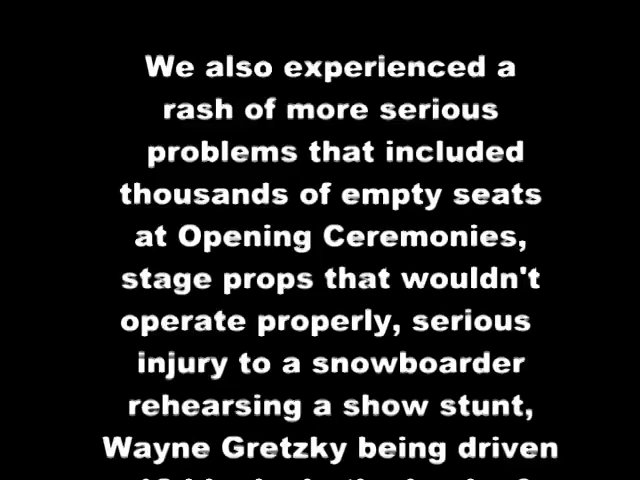 We also experienced a
rash of more serious
problems that included
thousands of empty seats
at Opening Ceremonies,
stage props that wouldn't
operate properly, serious
injury to a snowboarder
rehearsing a show stunt,
Wayne Gretzky being driven